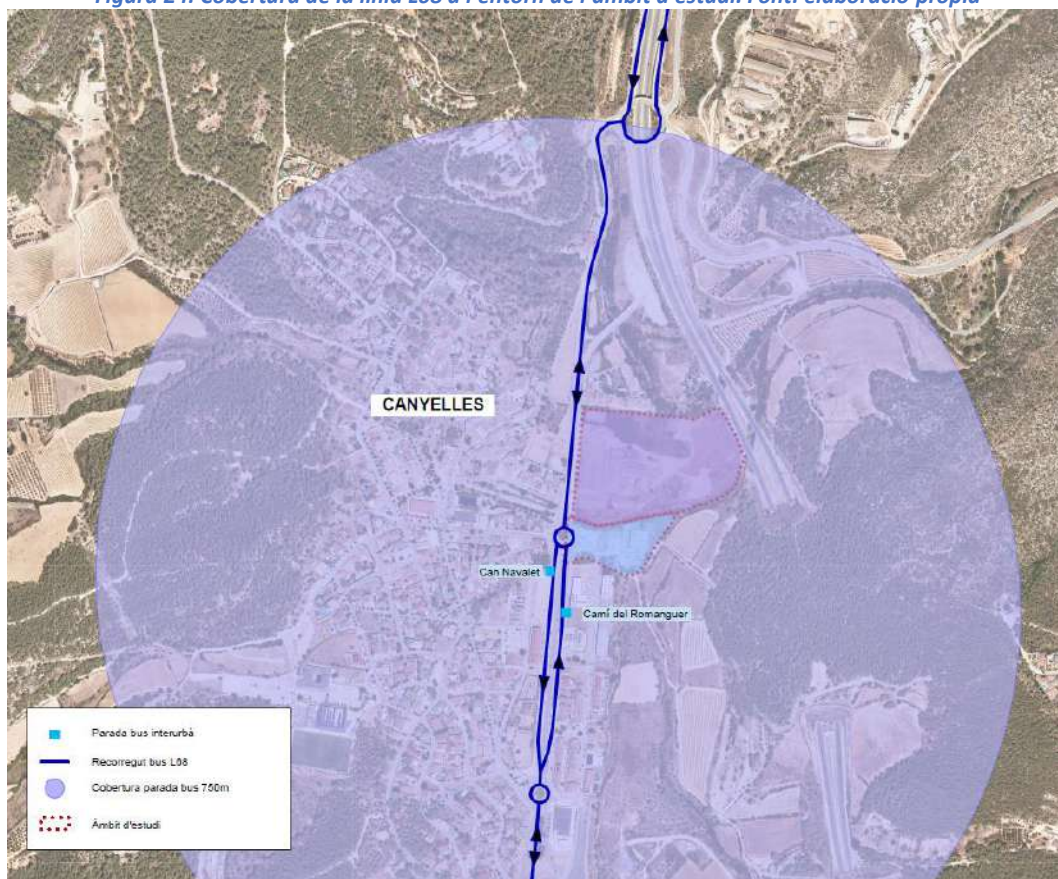 CANYELLES
Can Navalet
Camí del Romanguer
Parada bus interurbà
Recorregut bus L08
Cobertura parada bus 750m
Àmbit d'estudi